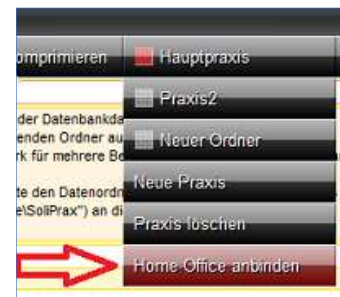 omprimieren
Hauptpraxis
Praxis2
Neuer Ordner
Neue Praxis
Praxis löschen
Home-Office anbinden
der Datenbankda
enden Ordner au
rk für mehrere Be
te den Datenordn
e\SoliPrax") an di